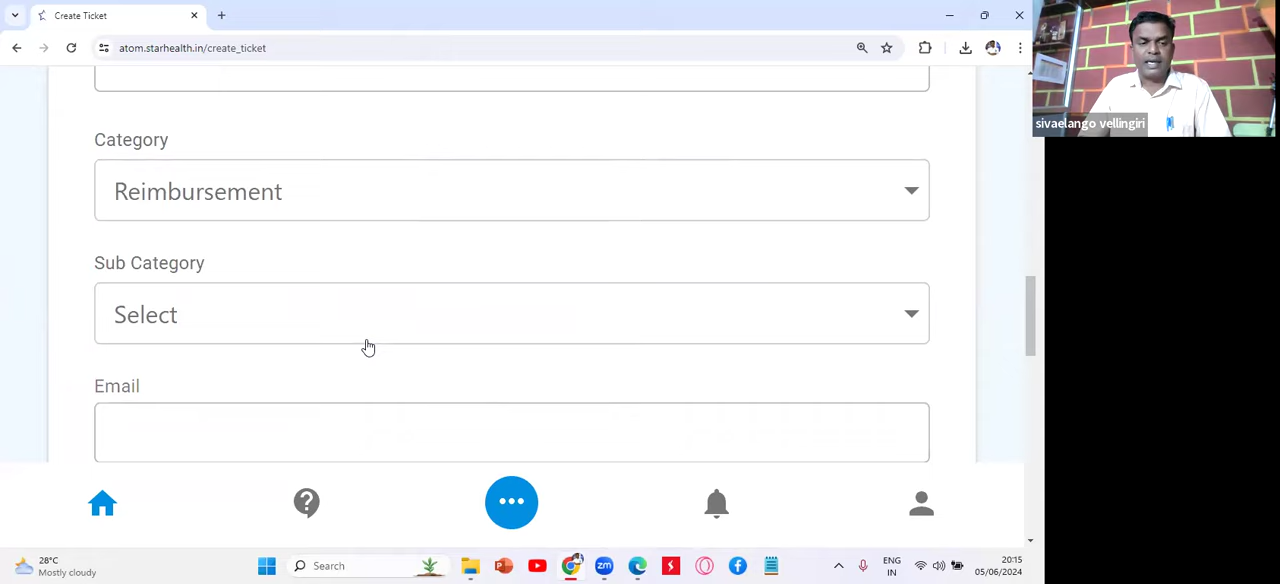 Create Ticket
atom.starhealth.in/create_ticket
sivaelango vellingiri
Category
Reimbursement
Sub Category
Select
Email
28°C
Mostly cloudy
Search
zm
ENG
IN
20:15
05/06/2024